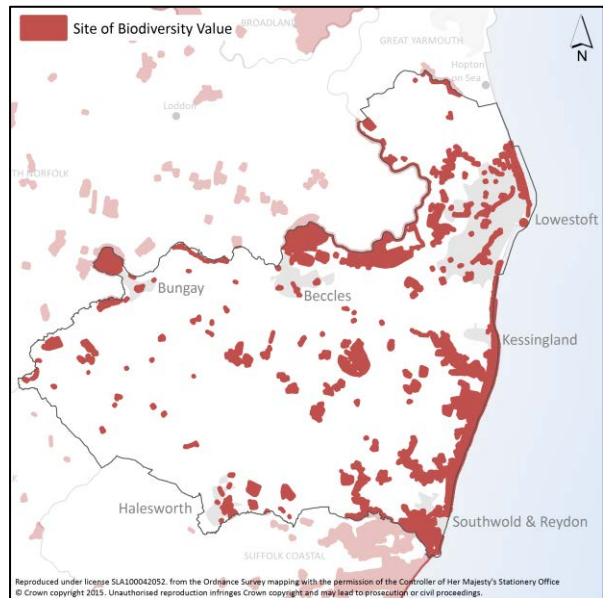 Site of Biodiversity Value
BROADLAND
GREAT YARMOUTH
N
Hopton
on Sea
Loddon
TH NORFOLK
Lowestoft
Bungay
Beccles
Kessingland
Halesworth
Southwold & Reydon
SUFFOLK COASTAL
Reproduced under license SLA100042052. from the Ordnance Survey mapping with the permission of the Controller of Her Majesty's Stationery Office
© Crown copyright 2015. Unauthorised reproduction infringes Crown copyright and may lead to prosecution or civil proceedings.